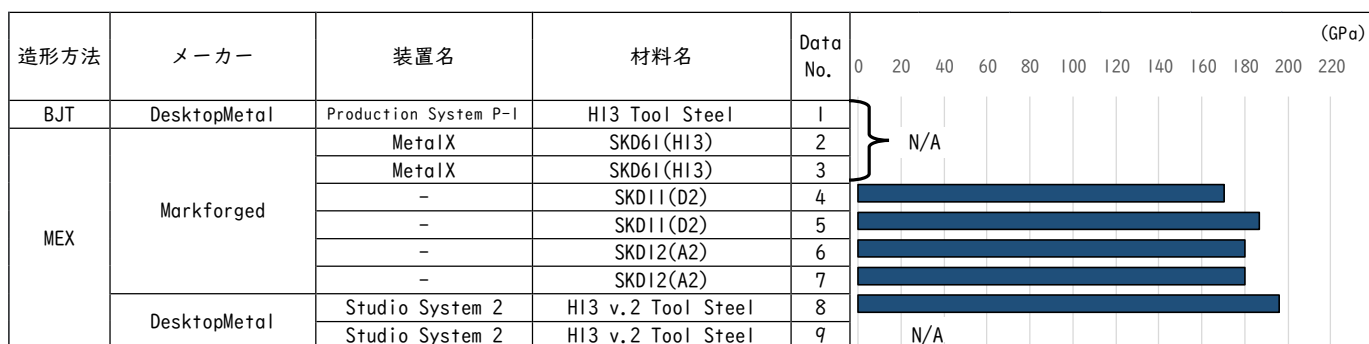 (GPa)
造形方法 メーカー 装置名 材料名 Data No. 0 20 40 60 80 100 120 140 160 180 200 220
BJT DesktopMetal Production System P-1 H13 Tool Steel 1
MEX Markforged MetalX SKD61(H13) 2 N/A
MetalX SKD61(H13) 3
- SKD11(D2) 4
- SKD11(D2) 5
- SKD12(A2) 6
- SKD12(A2) 7
DesktopMetal Studio System 2 H13 v.2 Tool Steel 8
Studio System 2 H13 v.2 Tool Steel 9 N/A